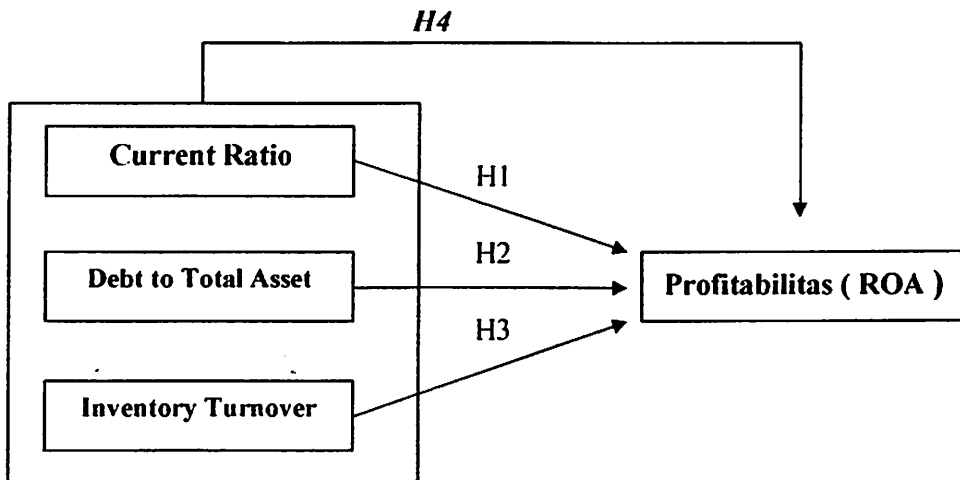 H4
Current Ratio
H1
Debt to Total Asset
H2
Profitabilitas ( ROA )
H3
Inventory Turnover